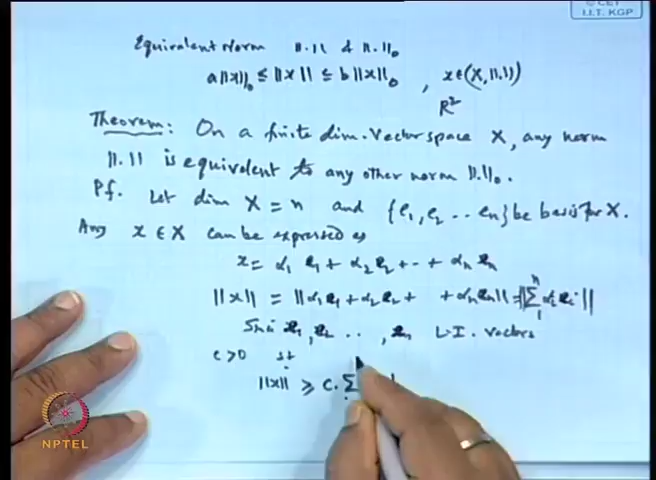 © CET
I.I.T. KGP
Equivalent Norm ||.|| & ||.||₀
a||x||₀ ≤ ||x|| ≤ b||x||₀ , x∈(X, ||.||)
R²
Theorem: On a finite dim. vector space X, any norm
||.|| is equivalent to any other norm ||.||₀.
Pf. Let dim X = n and {e₁, e₂ .. eₙ} be basis for X.
Any x ∈ X can be expressed as
x = α₁ e₁ + α₂ e₂ + .. + αₙ eₙ
||x|| = ||α₁e₁ + α₂e₂ + + αₙeₙ|| = ||∑₁ⁿ αᵢeᵢ||
e₁, e₂ .. , eₙ L.I. vectors
c>0 st
||x|| ≥ c. ∑
NPTEL